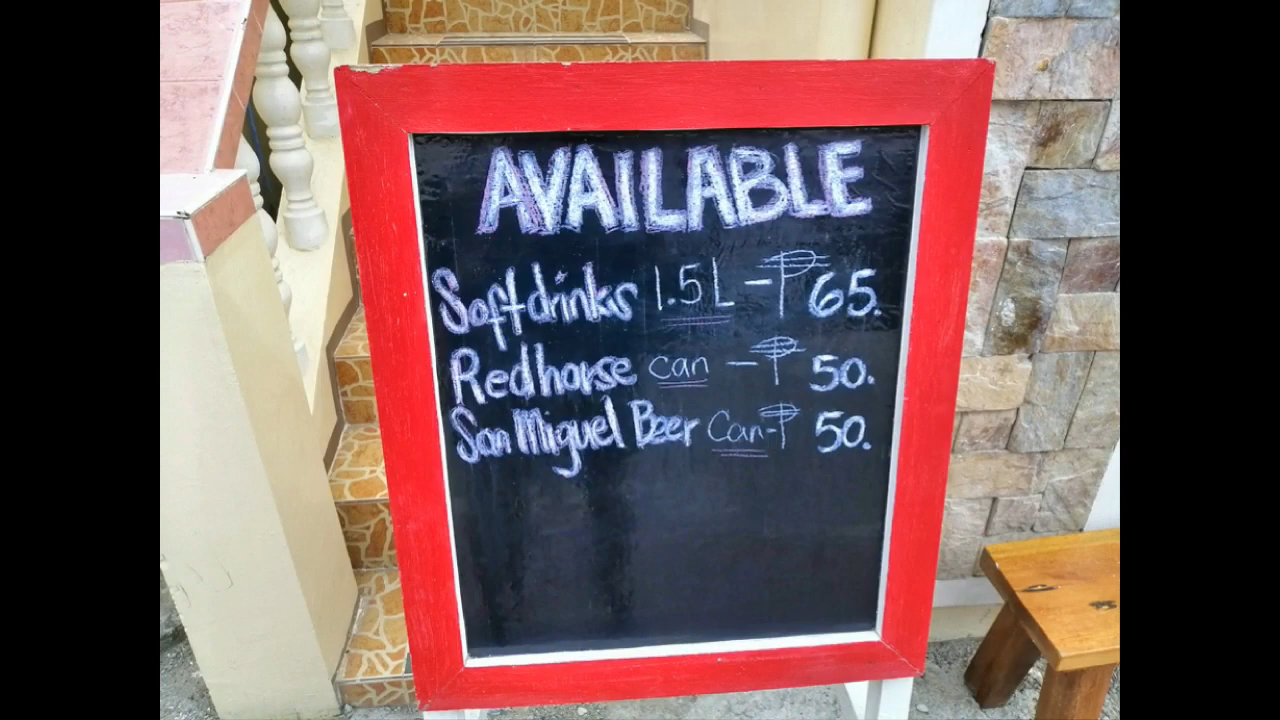 AVAILABLE
Softdrinks 1.5L - ₱ 65.
Redhorse can - ₱ 50.
San Miguel Beer Can - ₱ 50.